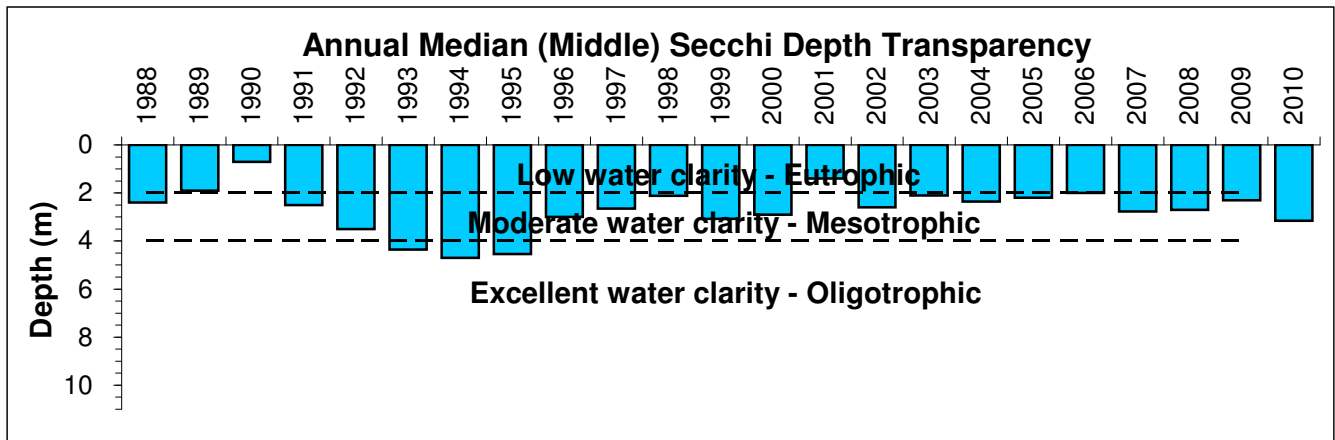 Annual Median (Middle) Secchi Depth Transparency
1988 1989 1990 1991 1992 1993 1994 1995 1996 1997 1998 1999 2000 2001 2002 2003 2004 2005 2006 2007 2008 2009 2010
Depth (m)
0
2
4
6
8
10
Low water clarity - Eutrophic
Moderate water clarity - Mesotrophic
Excellent water clarity - Oligotrophic